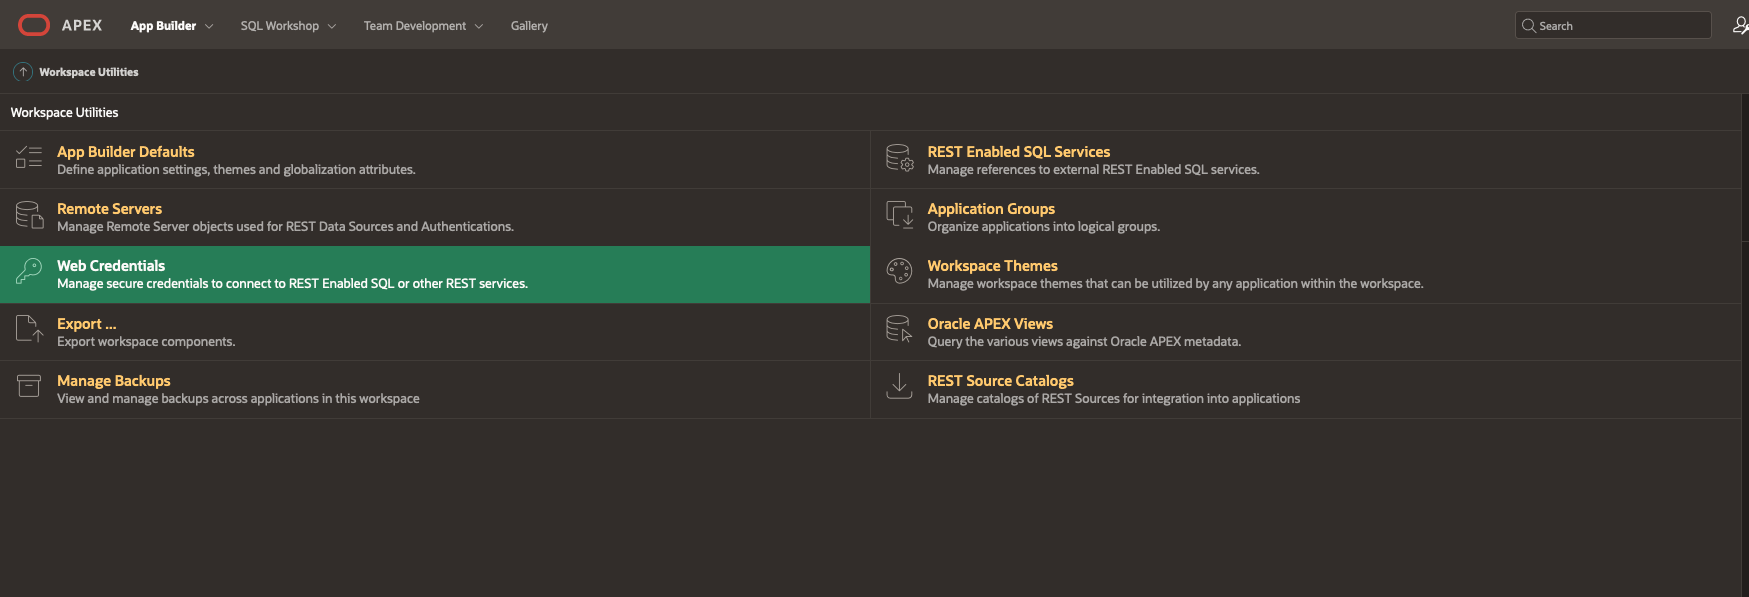 APEX App Builder SQL Workshop Team Development Gallery Search
Workspace Utilities
Workspace Utilities
App Builder Defaults
Define application settings, themes and globalization attributes.
REST Enabled SQL Services
Manage references to external REST Enabled SQL services.
Remote Servers
Manage Remote Server objects used for REST Data Sources and Authentications.
Application Groups
Organize applications into logical groups.
Web Credentials
Manage secure credentials to connect to REST Enabled SQL or other REST services.
Workspace Themes
Manage workspace themes that can be utilized by any application within the workspace.
Export ...
Export workspace components.
Oracle APEX Views
Query the various views against Oracle APEX metadata.
Manage Backups
View and manage backups across applications in this workspace
REST Source Catalogs
Manage catalogs of REST Sources for integration into applications